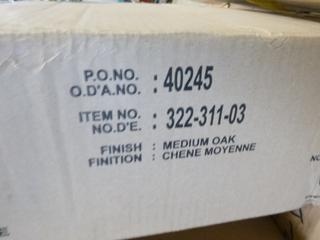 P.O.NO. : 40245
O.D'A.NO.
ITEM NO. : 322-311-03
NO.D'E.
FINISH : MEDIUM OAK
FINITION : CHENE MOYENNE